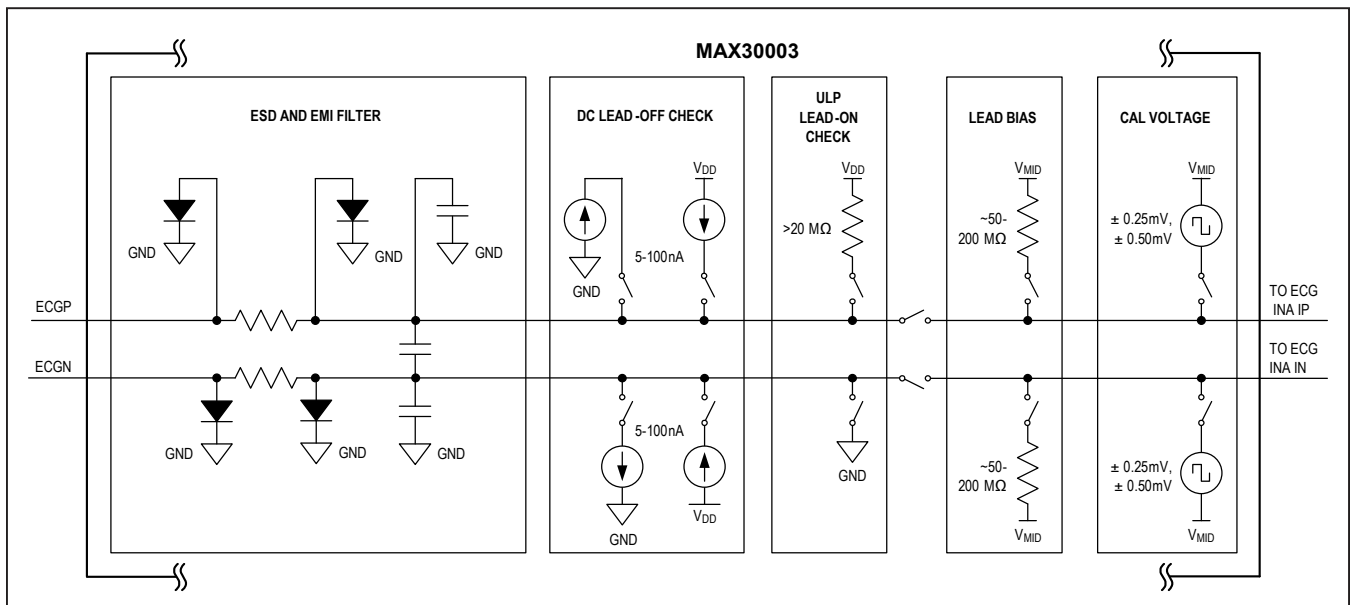 MAX30003
ESD AND EMI FILTER
DC LEAD-OFF CHECK
ULP
LEAD-ON
CHECK
LEAD BIAS
CAL VOLTAGE
GND
GND
GND
VDD
5-100nA
GND
VDD
>20 MΩ
VMID
~50-
200 MΩ
VMID
± 0.25mV,
± 0.50mV
ECGP
TO ECG
INA IP
ECGN
TO ECG
INA IN
GND
GND
GND
5-100nA
GND
VDD
GND
~50-
200 MΩ
VMID
± 0.25mV,
± 0.50mV
VMID